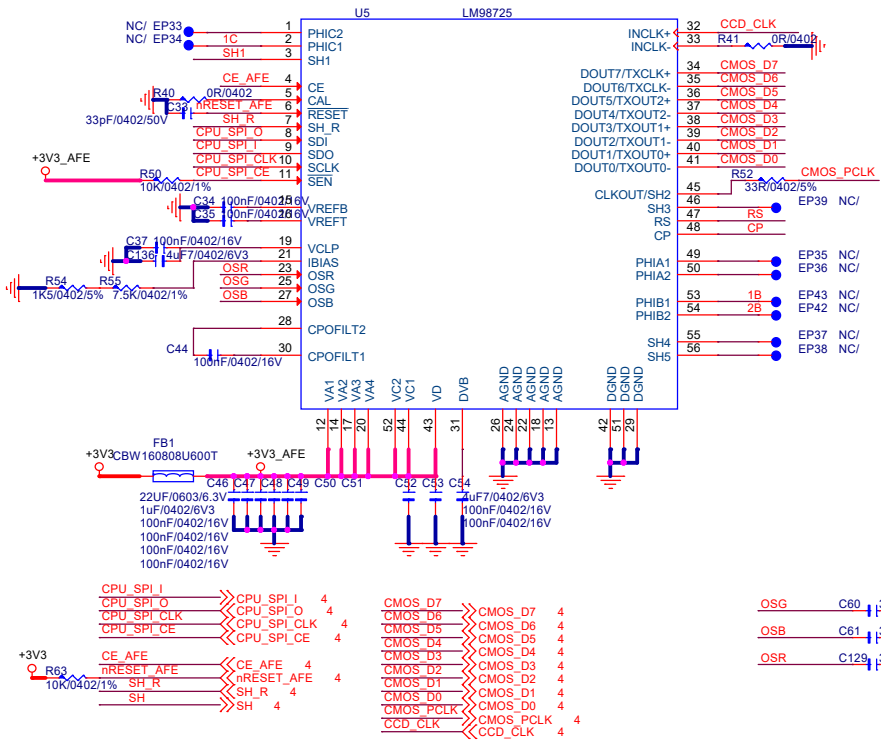 U5 LM98725
NC/ EP33 1 PHIC2
NC/ EP34 1C 2 PHIC1
SH1 3 SH1
CE_AFE 4 CE
R40 0R/0402 5 CAL
C33 nRESET_AFE 6 RESET
33pF/0402/50V
SH_R 7 SH_R
CPU_SPI_O 8 SDI
CPU_SPI_I 9 SDO
CPU_SPI_CLK 10 SCLK
CPU_SPI_CE 11 SEN
+3V3_AFE
R50
10K/0402/1%
C34 100nF/0402/16V 15 VREFB
C35 100nF/0402/16V 16 VREFT
C37 100nF/0402/16V 19 VCLP
C136 4uF7/0402/6V3 21 IBIAS
R54 R55
1K5/0402/5% 7.5K/0402/1%
OSR 23 OSR
OSG 25 OSG
OSB 27 OSB
28 CPOFILT2
C44 30 CPOFILT1
100nF/0402/16V
INCLK+ 32 CCD_CLK
INCLK- 33 R41 0R/0402
DOUT7/TXCLK+ 34 CMOS_D7
DOUT6/TXCLK- 35 CMOS_D6
DOUT5/TXOUT2+ 36 CMOS_D5
DOUT4/TXOUT2- 37 CMOS_D4
DOUT3/TXOUT1+ 38 CMOS_D3
DOUT2/TXOUT1- 39 CMOS_D2
DOUT1/TXOUT0+ 40 CMOS_D1
DOUT0/TXOUT0- 41 CMOS_D0
R52 CMOS_PCLK
CLKOUT/SH2 45 33R/0402/5%
SH3 46 EP39 NC/
RS 47 RS
CP 48 CP
PHIA1 49 EP35 NC/
PHIA2 50 EP36 NC/
PHIB1 53 1B EP43 NC/
PHIB2 54 2B EP42 NC/
SH4 55 EP37 NC/
SH5 56 EP38 NC/
VA1 VA2 VA3 VA4 VC2 VC1 VD DVB AGND AGND AGND AGND AGND DGND DGND DGND
12 14 17 20 52 44 43 31 26 24 22 18 13 42 51 29
FB1
+3V3 CBW160808U600T +3V3_AFE
C46 C47 C48 C49 C50 C51 C52 C53 C54
22UF/0603/6.3V 4uF7/0402/6V3
1uF/0402/6V3 100nF/0402/16V
100nF/0402/16V 100nF/0402/16V
100nF/0402/16V
100nF/0402/16V
100nF/0402/16V
CPU_SPI_I CPU_SPI_I 4
CPU_SPI_O CPU_SPI_O 4
CPU_SPI_CLK CPU_SPI_CLK 4
CPU_SPI_CE CPU_SPI_CE 4
+3V3
CE_AFE CE_AFE 4
R63 nRESET_AFE nRESET_AFE 4
10K/0402/1% SH_R SH_R 4
SH SH 4
CMOS_D7 CMOS_D7 4
CMOS_D6 CMOS_D6 4
CMOS_D5 CMOS_D5 4
CMOS_D4 CMOS_D4 4
CMOS_D3 CMOS_D3 4
CMOS_D2 CMOS_D2 4
CMOS_D1 CMOS_D1 4
CMOS_D0 CMOS_D0 4
CMOS_PCLK CMOS_PCLK 4
CCD_CLK CCD_CLK 4
OSG C60
OSB C61
OSR C129